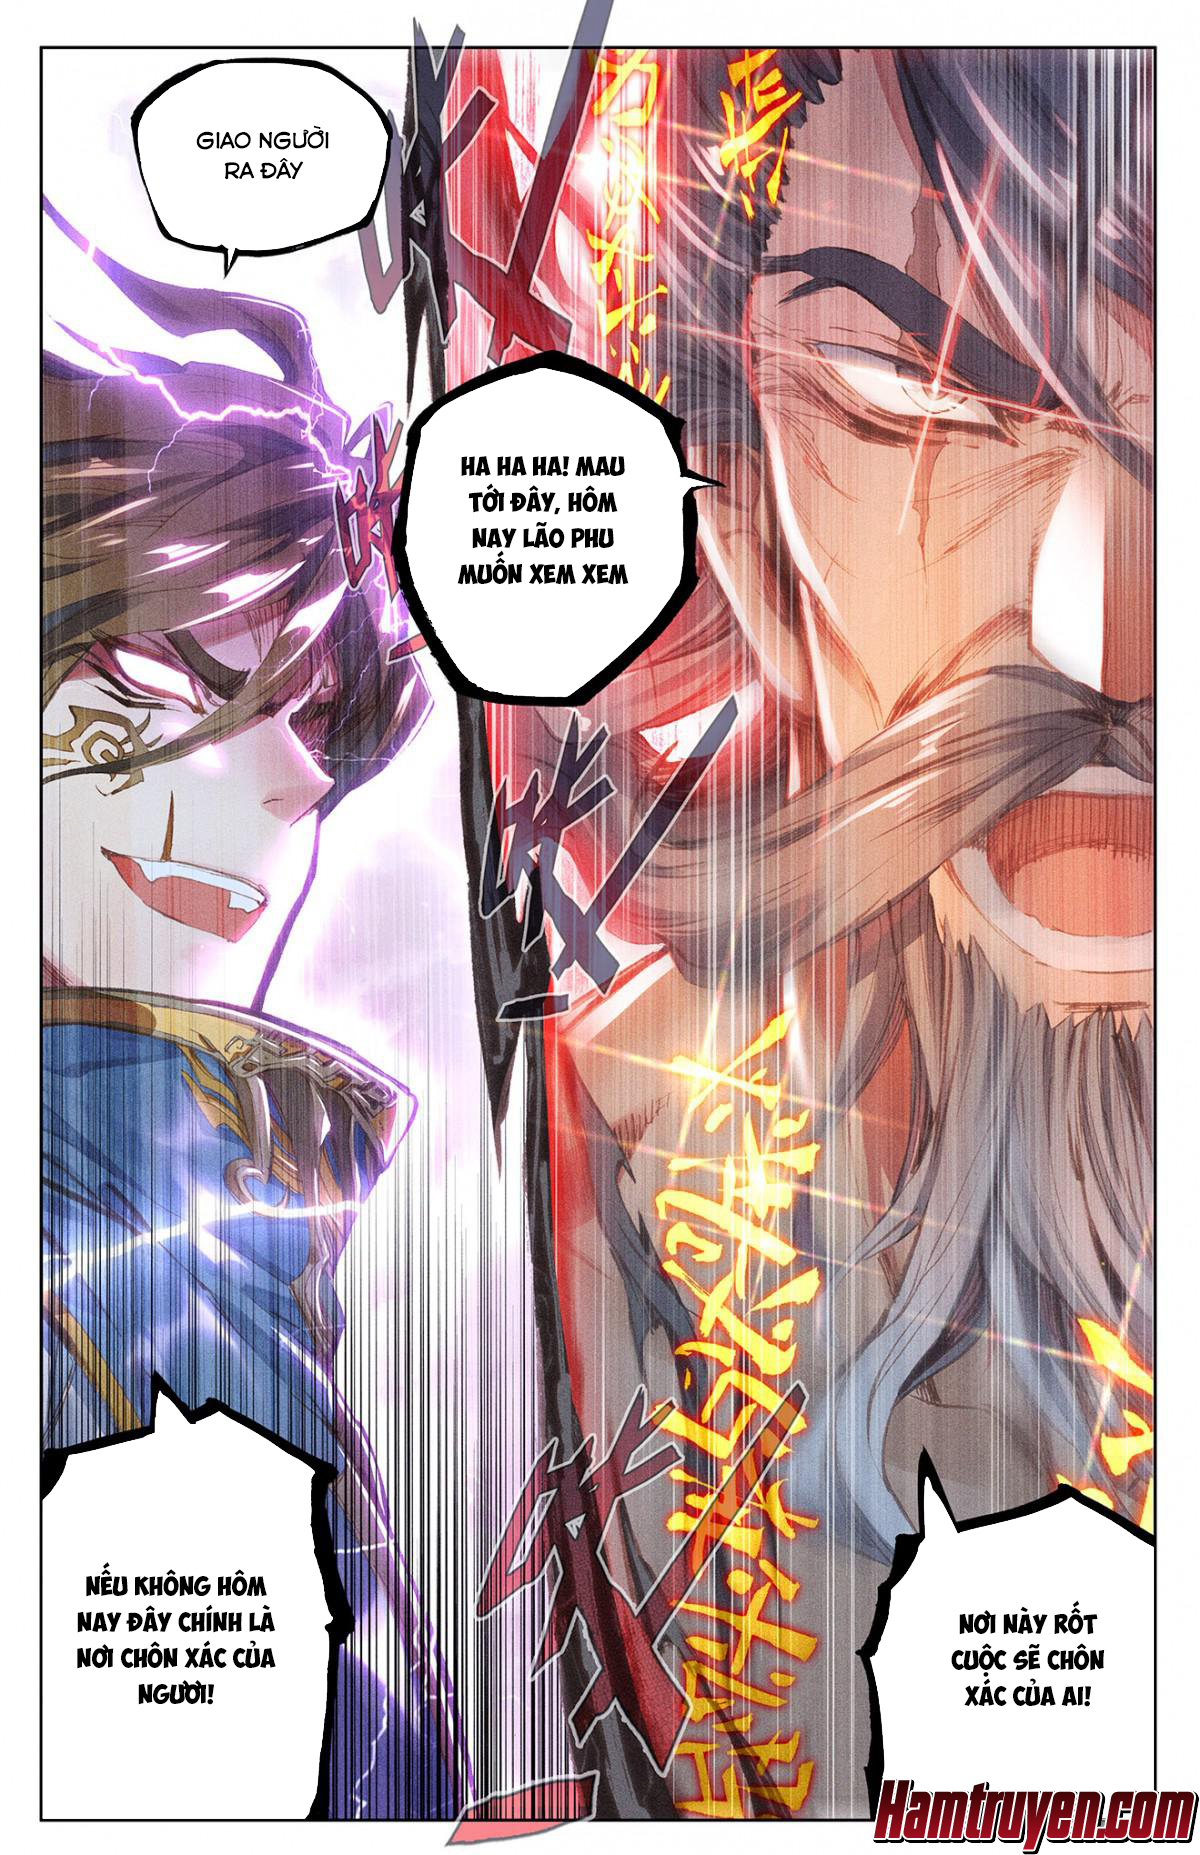 GIAO NGƯỜI
RA ĐÂY
HA HA HA! MAU
TỚI ĐÂY, HÔM
NAY LÃO PHU
MUỐN XEM XEM
NẾU KHÔNG HÔM
NAY ĐÂY CHÍNH LÀ
NƠI CHÔN XÁC CỦA
NGƯƠI!
NƠI NÀY RỐT
CUỘC SẼ CHÔN
XÁC CỦA AI!
Hamtruyen.com